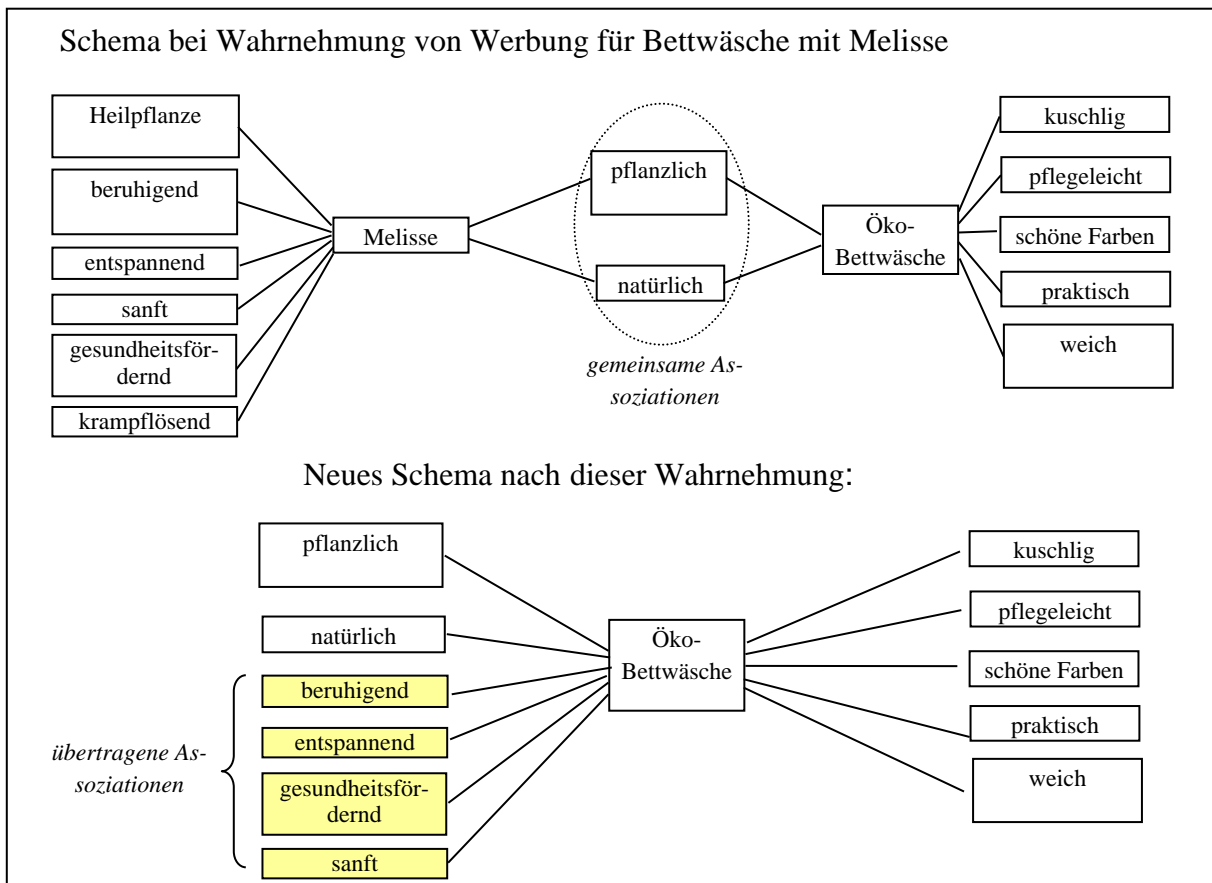 Schema bei Wahrnehmung von Werbung für Bettwäsche mit Melisse
Heilpflanze
beruhigend
entspannend
sanft
gesundheitsför-
dernd
krampflösend
Melisse
pflanzlich
natürlich
gemeinsame As-
soziationen
Öko-
Bettwäsche
kuschlig
pflegeleicht
schöne Farben
praktisch
weich
Neues Schema nach dieser Wahrnehmung:
pflanzlich
natürlich
beruhigend
entspannend
gesundheitsför-
dernd
sanft
übertragene As-
soziationen
Öko-
Bettwäsche
kuschlig
pflegeleicht
schöne Farben
praktisch
weich